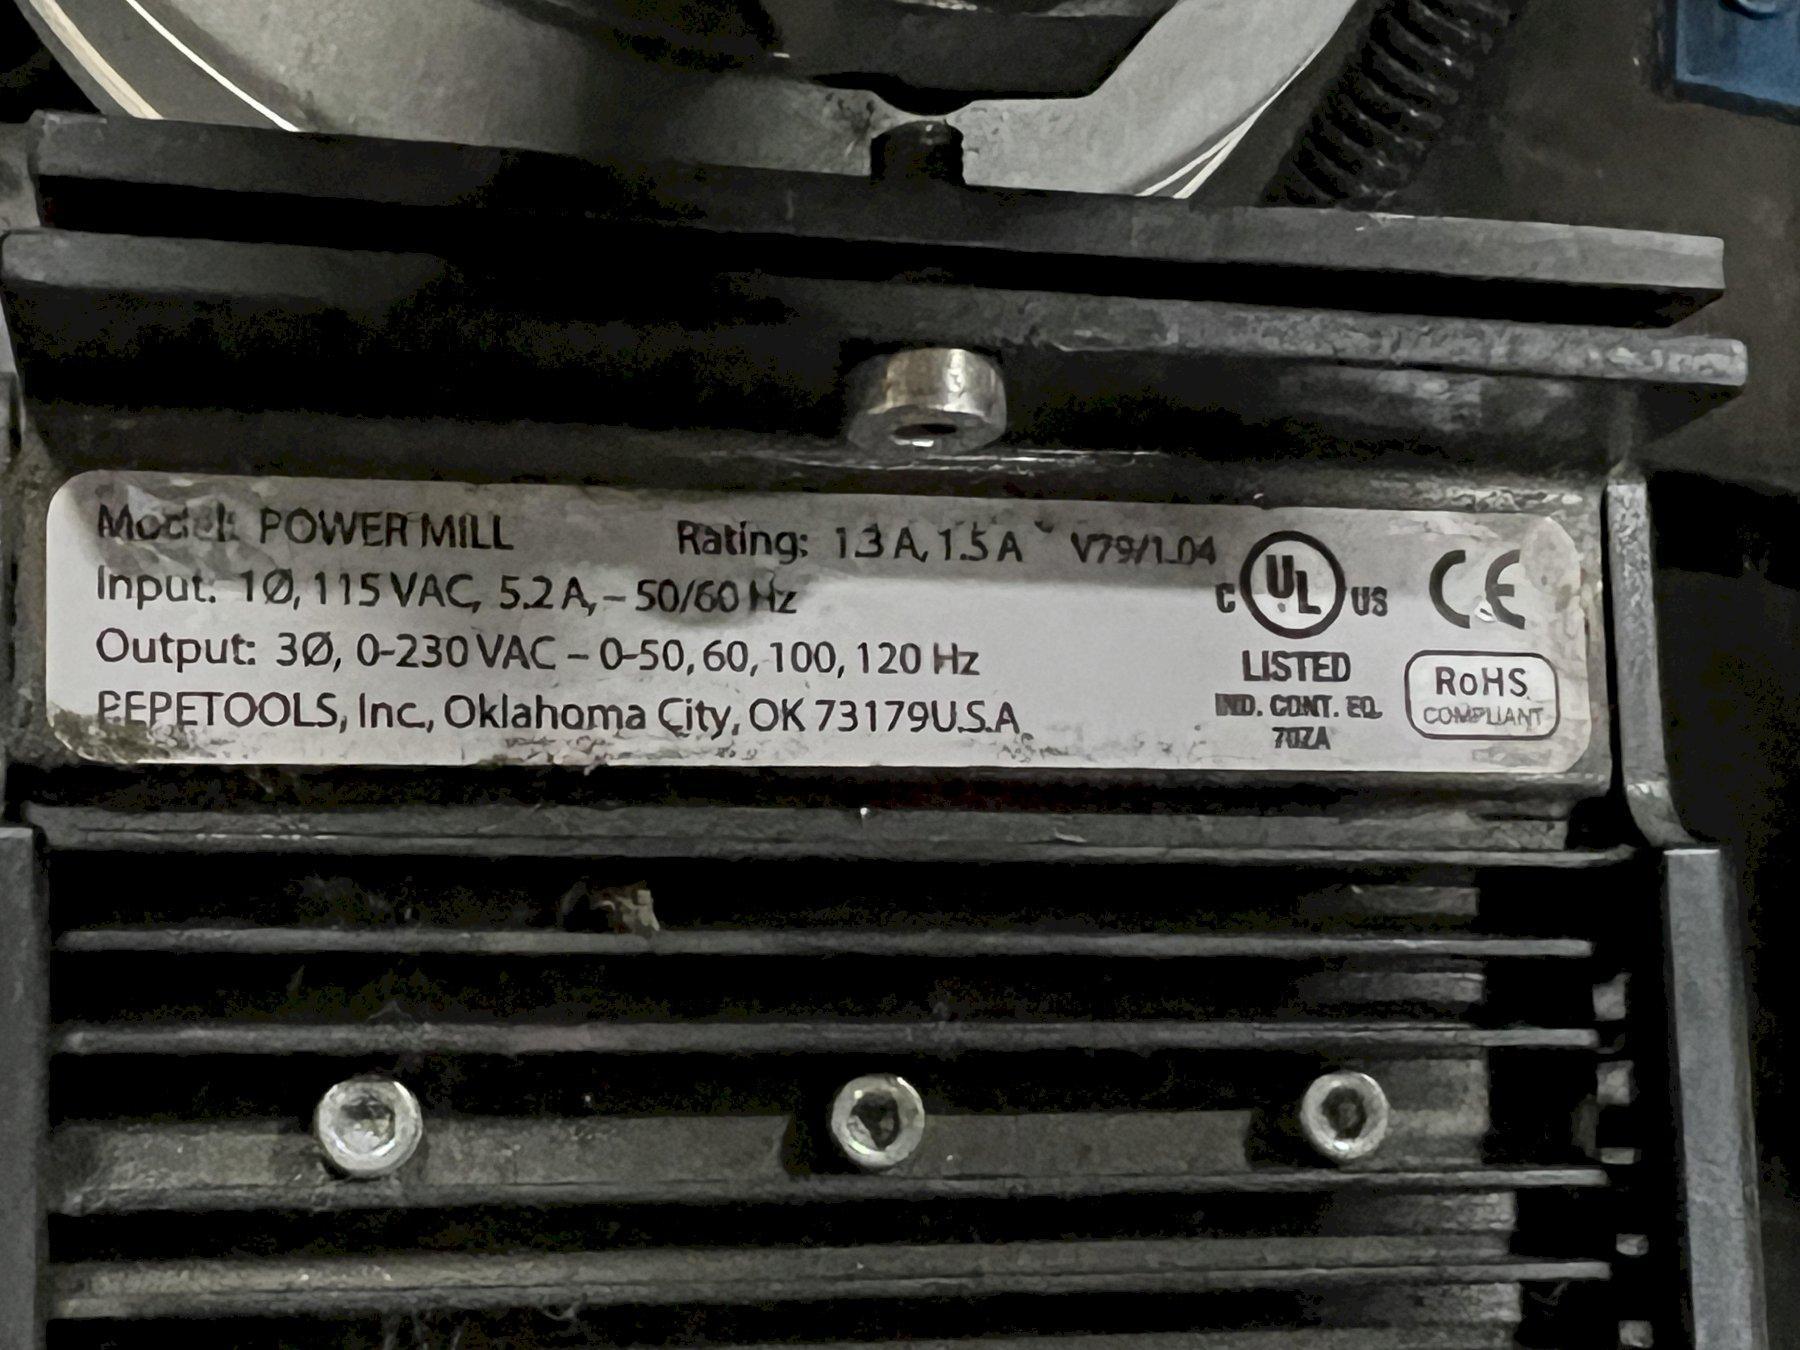 Model: POWER MILL Rating: 1.3 A, 1.5 A V79/1.04
Input: 1Ø, 115 VAC, 5.2 A, ~ 50/60 Hz
Output: 3Ø, 0-230 VAC ~ 0-50, 60, 100, 120 Hz
PEPETOOLS, Inc., Oklahoma City, OK 73179 U.S.A.
C UL US
LISTED
IND. CONT. EQ.
70ZA
CE
RoHS
COMPLIANT